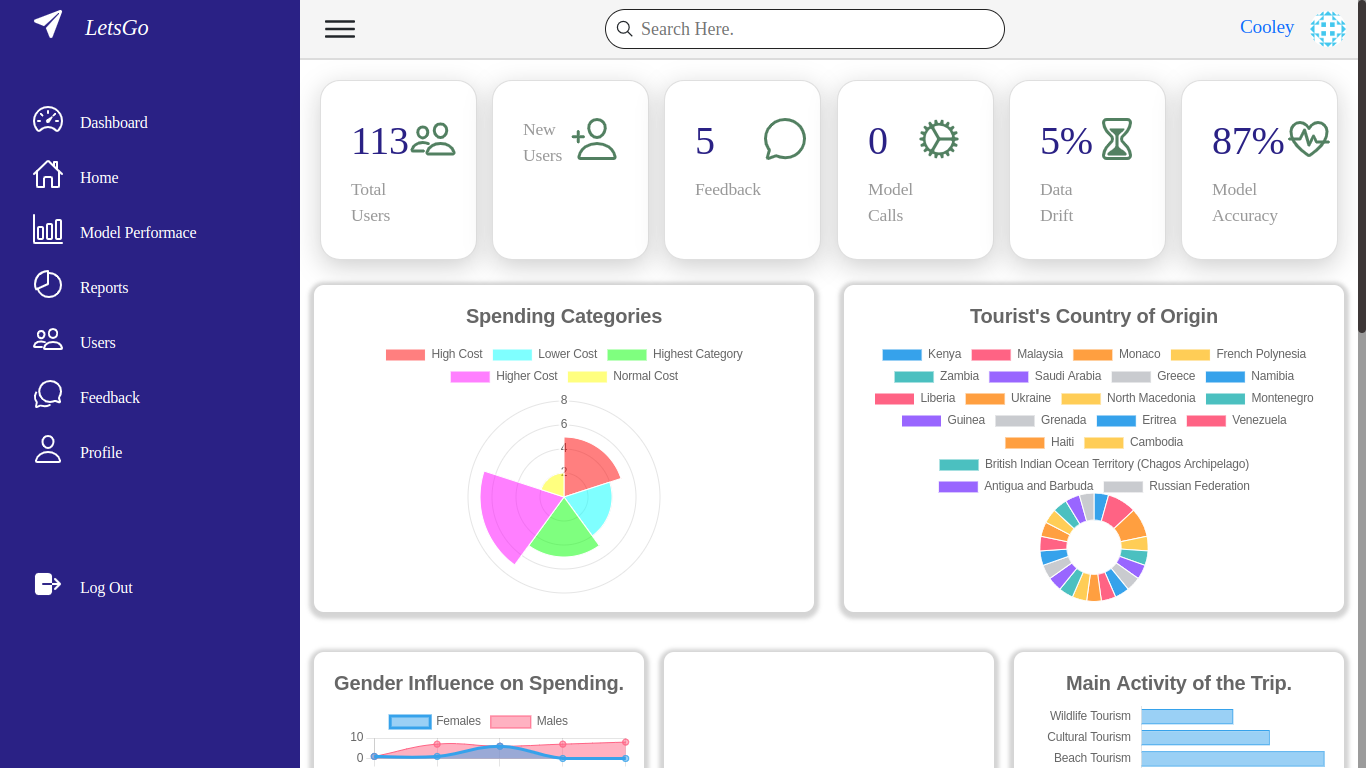 LetsGo
Search Here.
Cooley
Dashboard
Home
Model Performace
Reports
Users
Feedback
Profile
Log Out
113
Total
Users
New
Users
5
Feedback
0
Model
Calls
5%
Data
Drift
87%
Model
Accuracy
Spending Categories
High Cost Lower Cost Highest Category
Higher Cost Normal Cost
8
6
4
2
Tourist's Country of Origin
Kenya Malaysia Monaco French Polynesia
Zambia Saudi Arabia Greece Namibia
Liberia Ukraine North Macedonia Montenegro
Guinea Grenada Eritrea Venezuela
Haiti Cambodia
British Indian Ocean Territory (Chagos Archipelago)
Antigua and Barbuda Russian Federation
Gender Influence on Spending.
Females Males
10
0
Main Activity of the Trip.
Wildlife Tourism
Cultural Tourism
Beach Tourism